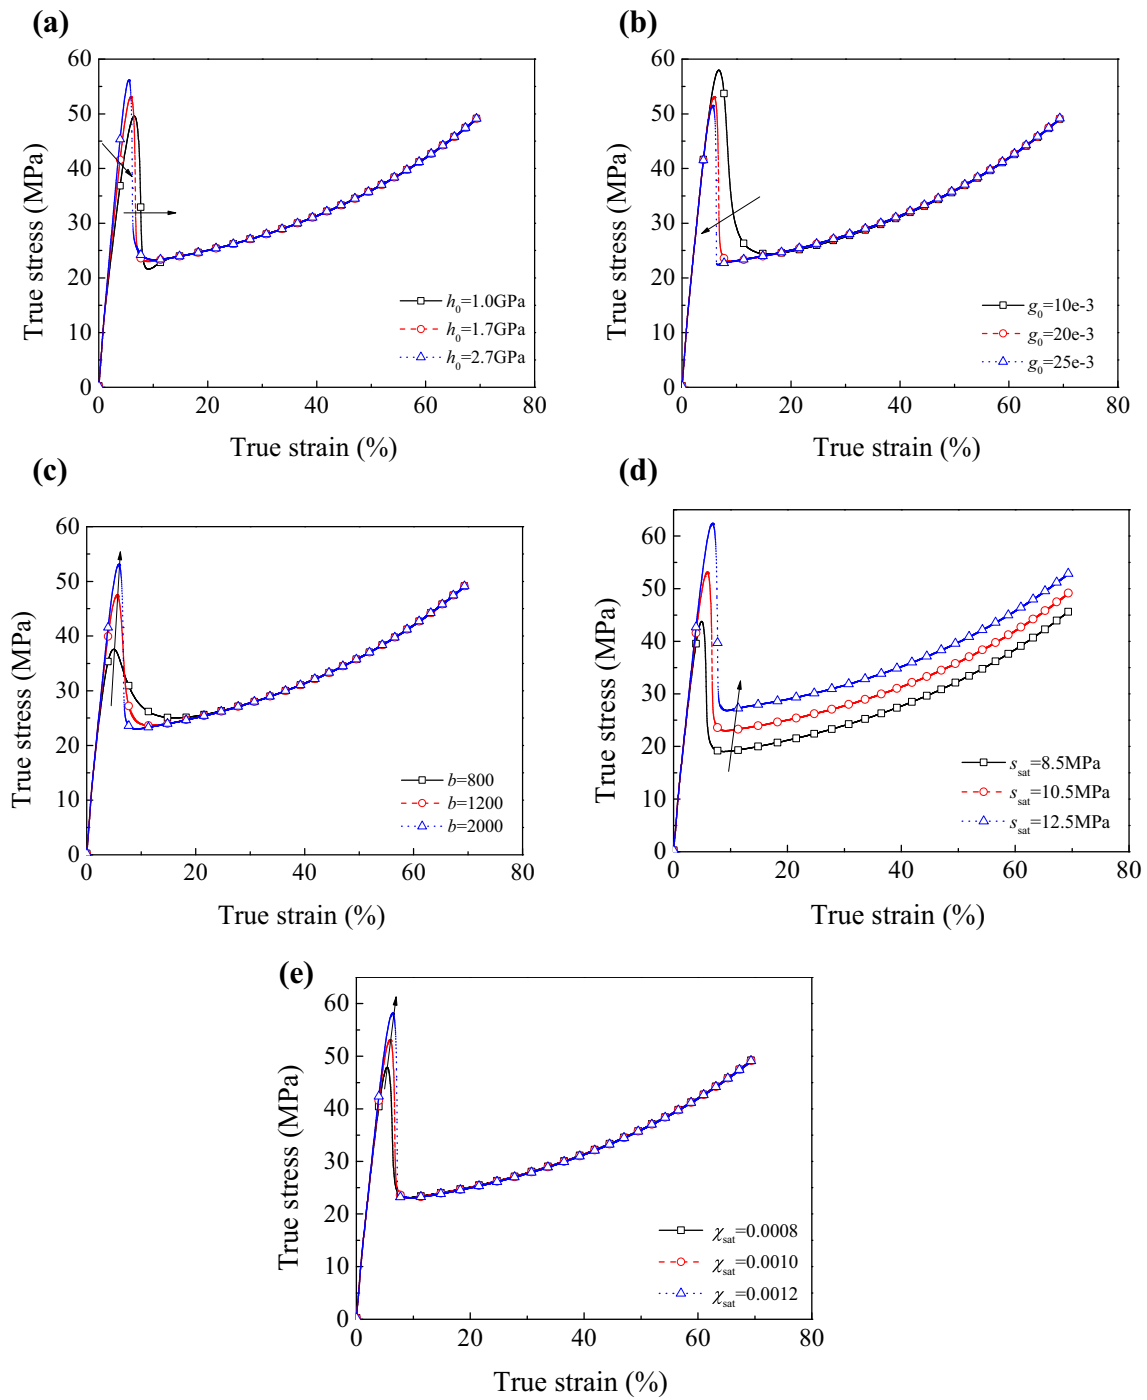 (a)
60
50
40
30
20
10
0
0 20 40 60 80
True stress (MPa)
True strain (%)
h₀=1.0GPa
h₀=1.7GPa
h₀=2.7GPa
(b)
60
50
40
30
20
10
0
0 20 40 60 80
True stress (MPa)
True strain (%)
g₀=10e-3
g₀=20e-3
g₀=25e-3
(c)
60
50
40
30
20
10
0
0 20 40 60 80
True stress (MPa)
True strain (%)
b=800
b=1200
b=2000
(d)
60
50
40
30
20
10
0
0 20 40 60 80
True stress (MPa)
True strain (%)
s_sat=8.5MPa
s_sat=10.5MPa
s_sat=12.5MPa
(e)
60
50
40
30
20
10
0
0 20 40 60 80
True stress (MPa)
True strain (%)
χ_sat=0.0008
χ_sat=0.0010
χ_sat=0.0012